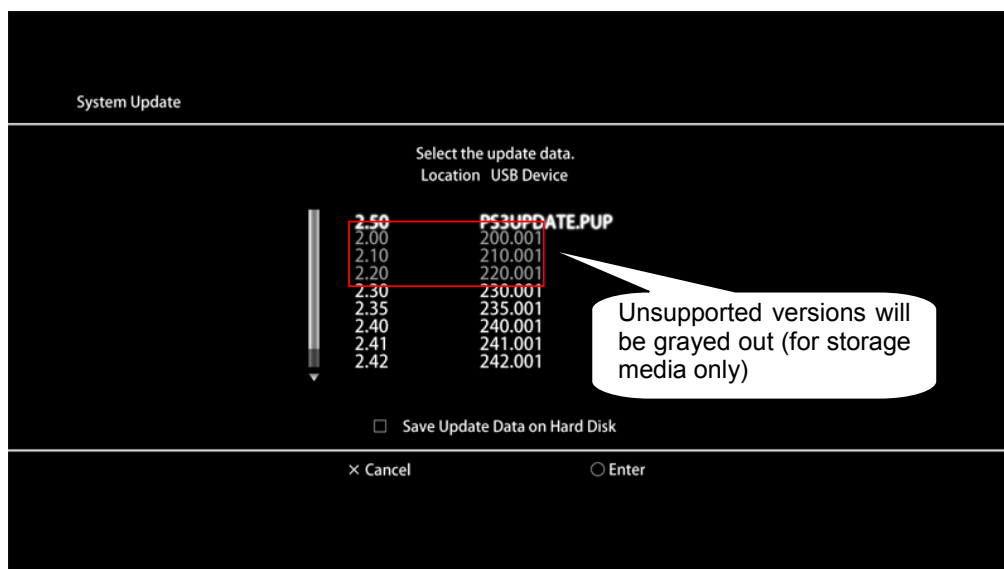 System Update
Select the update data.
Location USB Device
2.50 PS3UPDATE.PUP
2.00 200.001
2.10 210.001
2.20 220.001
2.30 230.001
2.35 235.001
2.40 240.001
2.41 241.001
2.42 242.001
Unsupported versions will
be grayed out (for storage
media only)
Save Update Data on Hard Disk
× Cancel ○ Enter